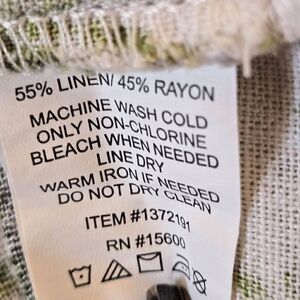 55% LINEN/ 45% RAYON
MACHINE WASH COLD
ONLY NON-CHLORINE
BLEACH WHEN NEEDED
LINE DRY
WARM IRON IF NEEDED
DO NOT DRY CLEAN
ITEM #1372191
RN #15600